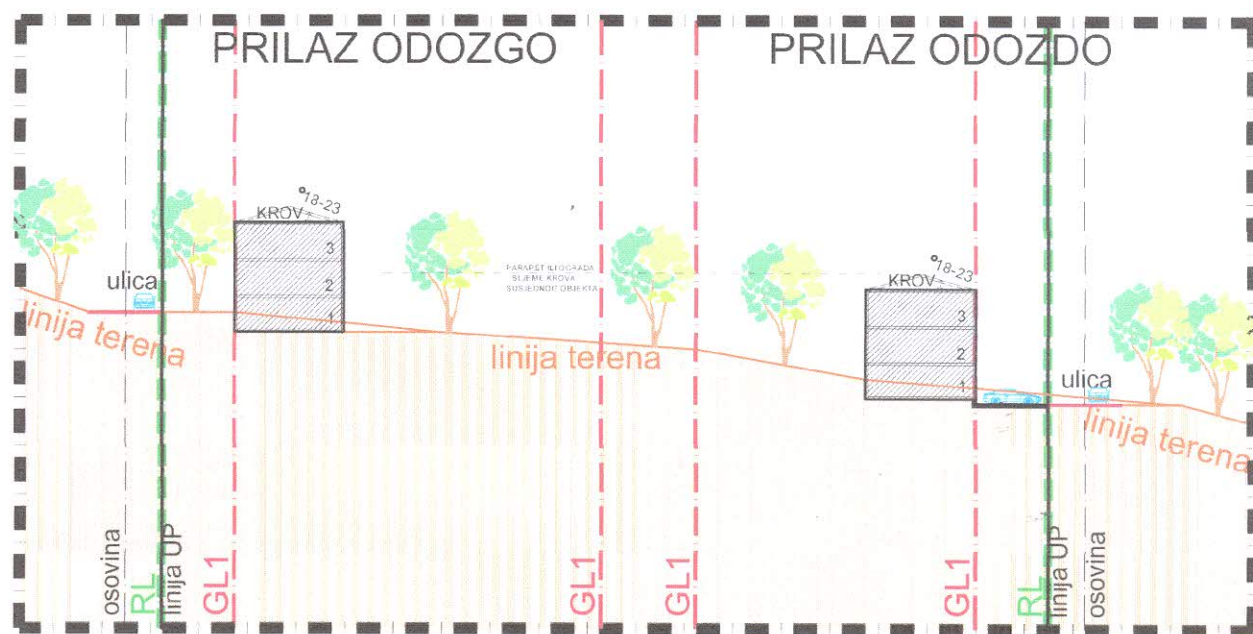 PRILAZ ODOZGO
PRILAZ ODOZDO
°18-23
KROV
3
2
1
ulica
linija terena
PARAPET ILI OGRADA
SLJEME KROVA
SUSJEDNOG OBJEKTA
linija terena
°18-23
KROV
3
2
1
ulica
linija terena
osovina
RL
linija UP
GL1
GL1
GL1
GL1
RL
linija UP
osovina